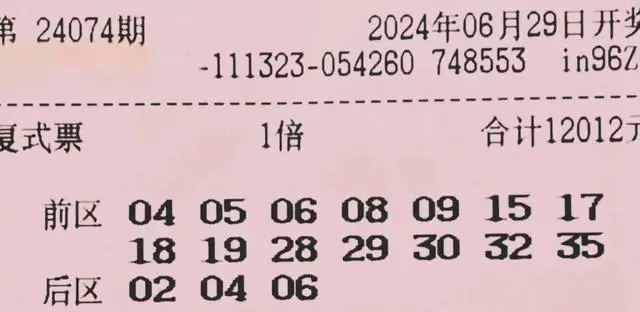 第 24074期
2024年06月29日开奖
-111323-054260 748553 in96Z
复式票 1倍 合计12012元
前区 04 05 06 08 09 15 17
18 19 28 29 30 32 35
后区 02 04 06